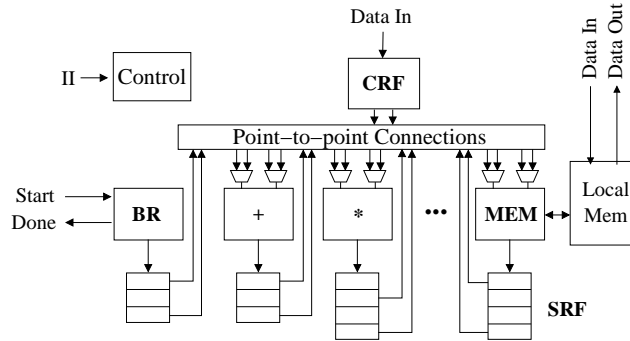 Data In
Data In
Data Out
II
Control
CRF
Point−to−point Connections
Start
Done
BR
+
*
•••
MEM
Local
Mem
SRF